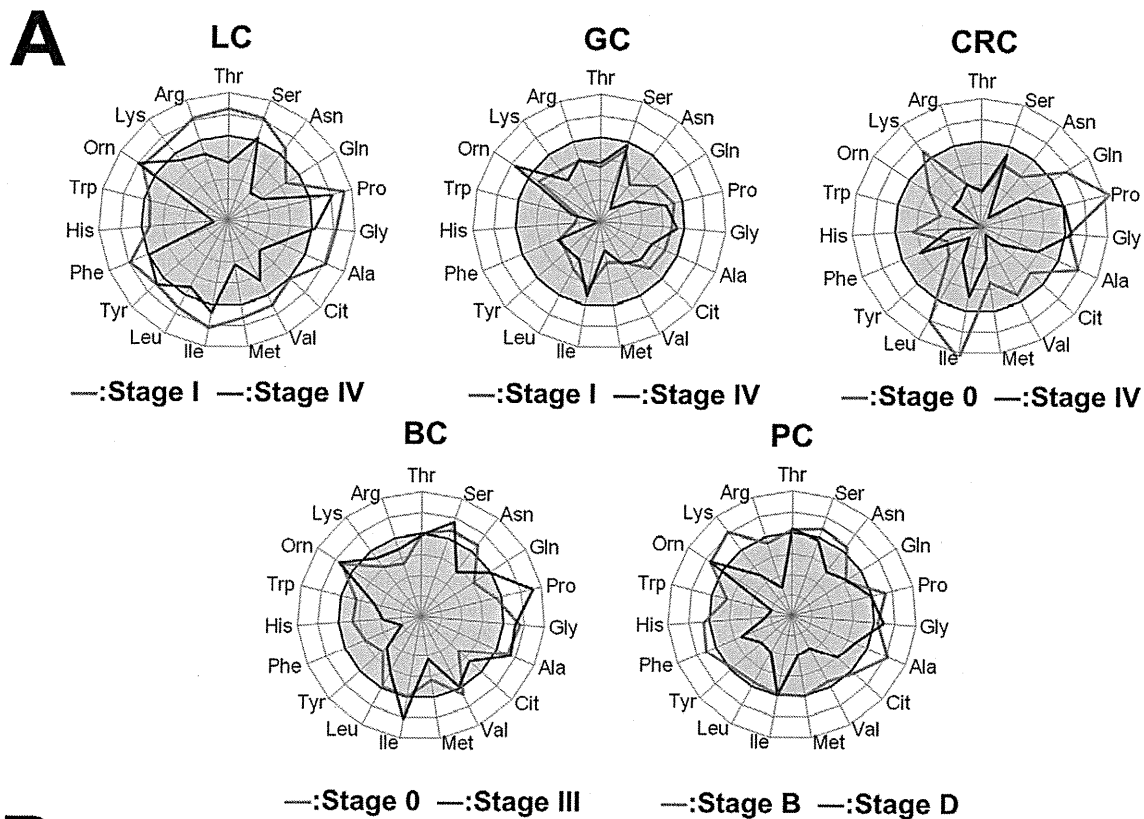 A
LC
GC
CRC
Thr Ser Asn Gln Pro Gly Ala Cit Val Met Ile Leu Tyr Phe His Trp Orn Lys Arg
Thr Ser Asn Gln Pro Gly Ala Cit Val Met Ile Leu Tyr Phe His Trp Orn Lys Arg
Thr Ser Asn Gln Pro Gly Ala Cit Val Met Ile Leu Tyr Phe His Trp Orn Lys Arg
—:Stage I —:Stage IV
—:Stage I —:Stage IV
—:Stage 0 —:Stage IV
BC
PC
Thr Ser Asn Gln Pro Gly Ala Cit Val Met Ile Leu Tyr Phe His Trp Orn Lys Arg
Thr Ser Asn Gln Pro Gly Ala Cit Val Met Ile Leu Tyr Phe His Trp Orn Lys Arg
—:Stage 0 —:Stage III
—:Stage B —:Stage D